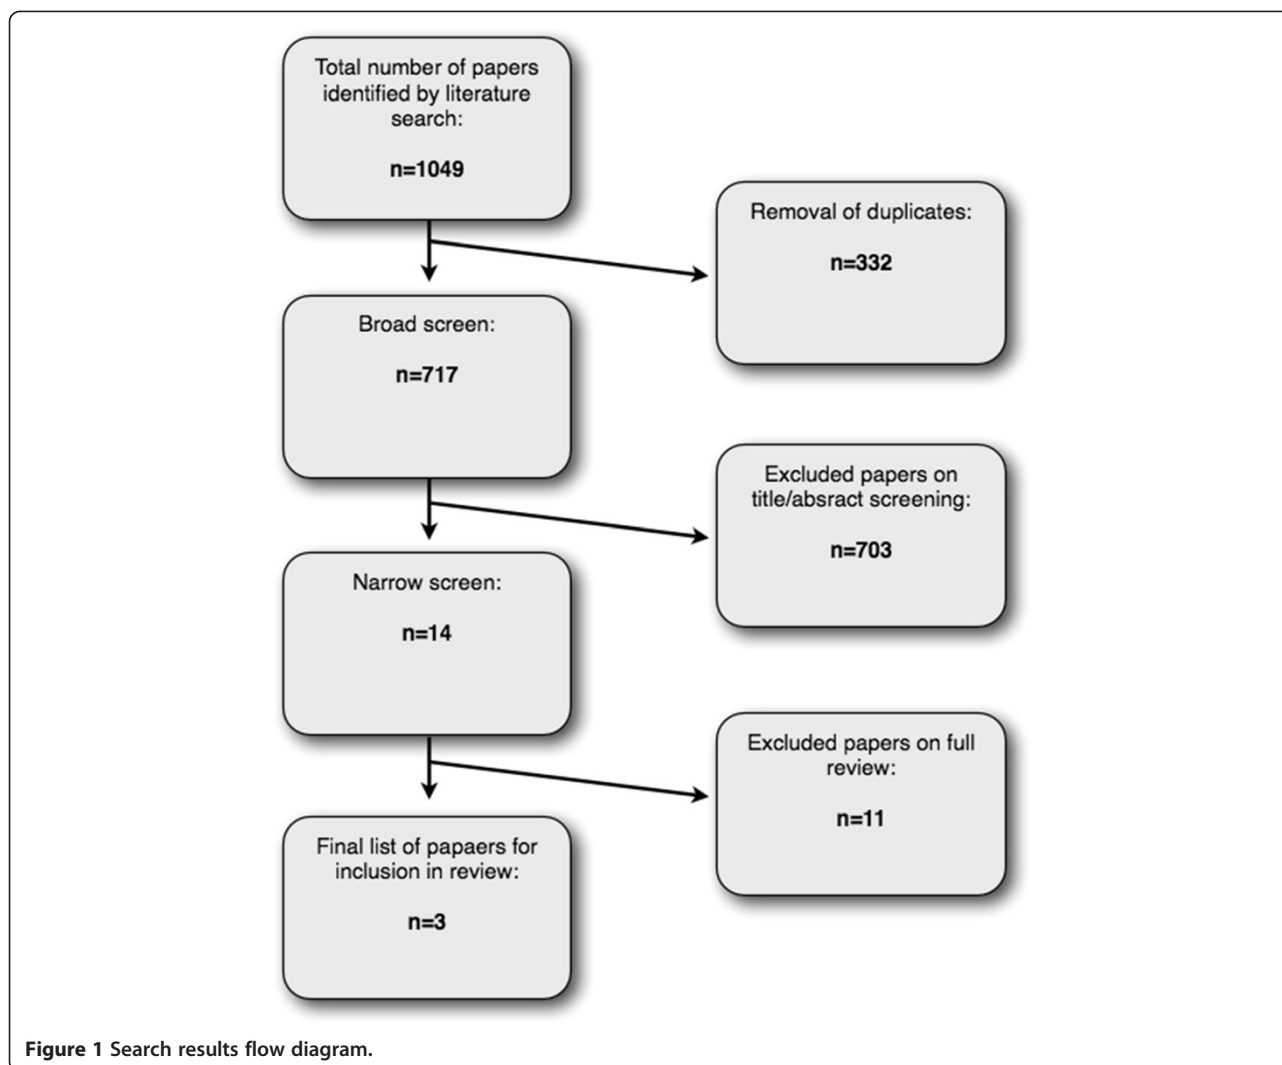 Total number of papers
identified by literature
search:
n=1049
Removal of duplicates:
n=332
Broad screen:
n=717
Excluded papers on
title/absract screening:
n=703
Narrow screen:
n=14
Excluded papers on full
review:
n=11
Final list of papaers for
inclusion in review:
n=3
Figure 1 Search results flow diagram.